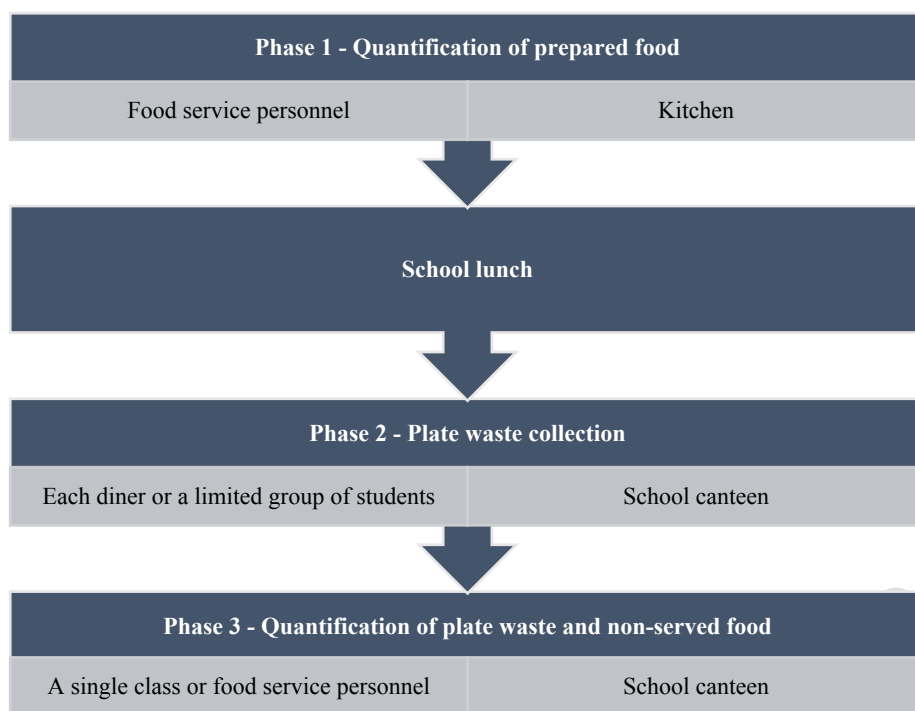 Phase 1 - Quantification of prepared food
Food service personnel
Kitchen
School lunch
Phase 2 - Plate waste collection
Each diner or a limited group of students
School canteen
Phase 3 - Quantification of plate waste and non-served food
A single class or food service personnel
School canteen